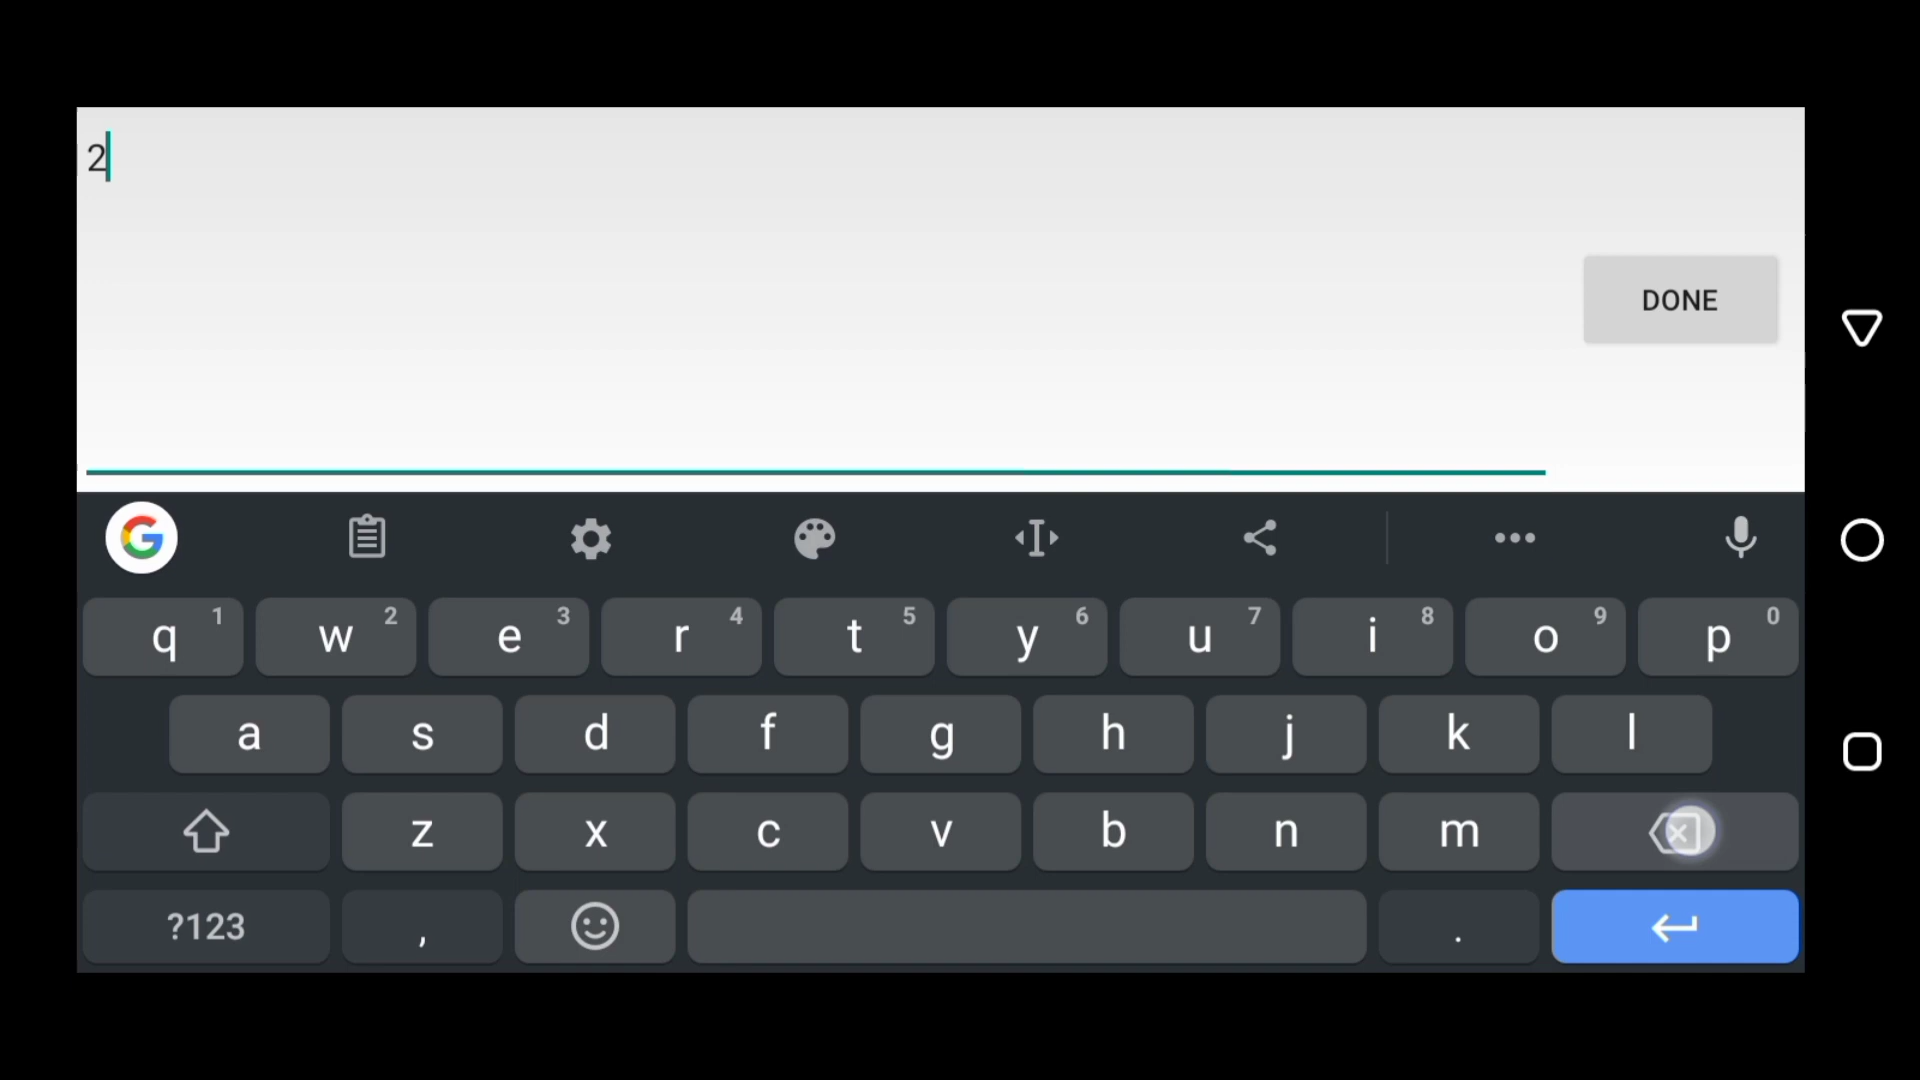 2
DONE
G
q 1 w 2 e 3 r 4 t 5 y 6 u 7 i 8 o 9 p 0
a s d f g h j k l
z x c v b n m
?123 , .